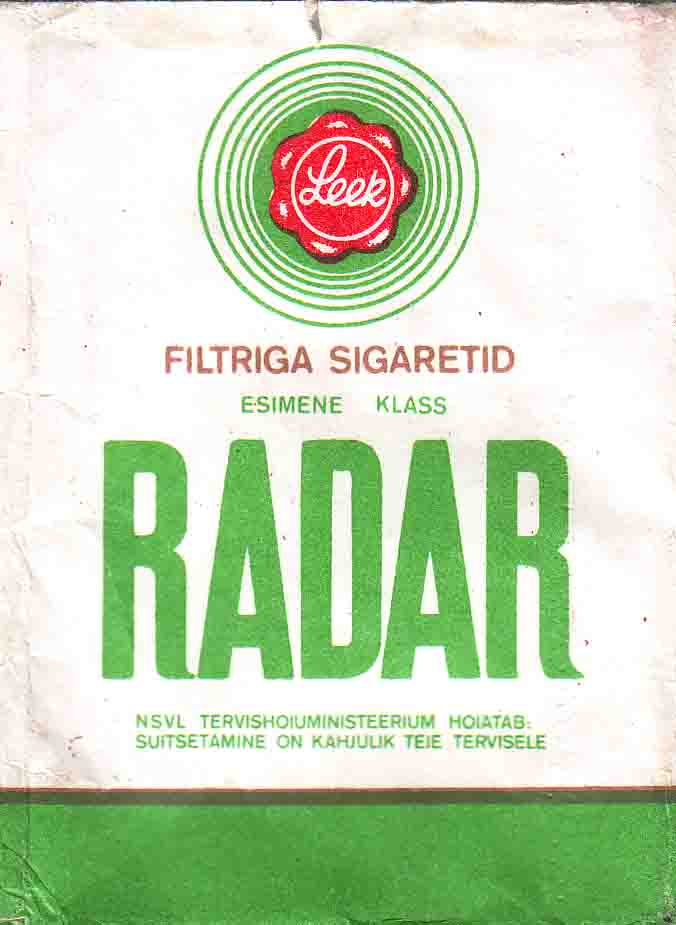 Leek
FILTRIGA SIGARETID
ESIMENE KLASS
RADAR
NSVL TERVISHOIUMINISTEERIUM HOIATAB:
SUITSETAMINE ON KAHJULIK TEIE TERVISELE